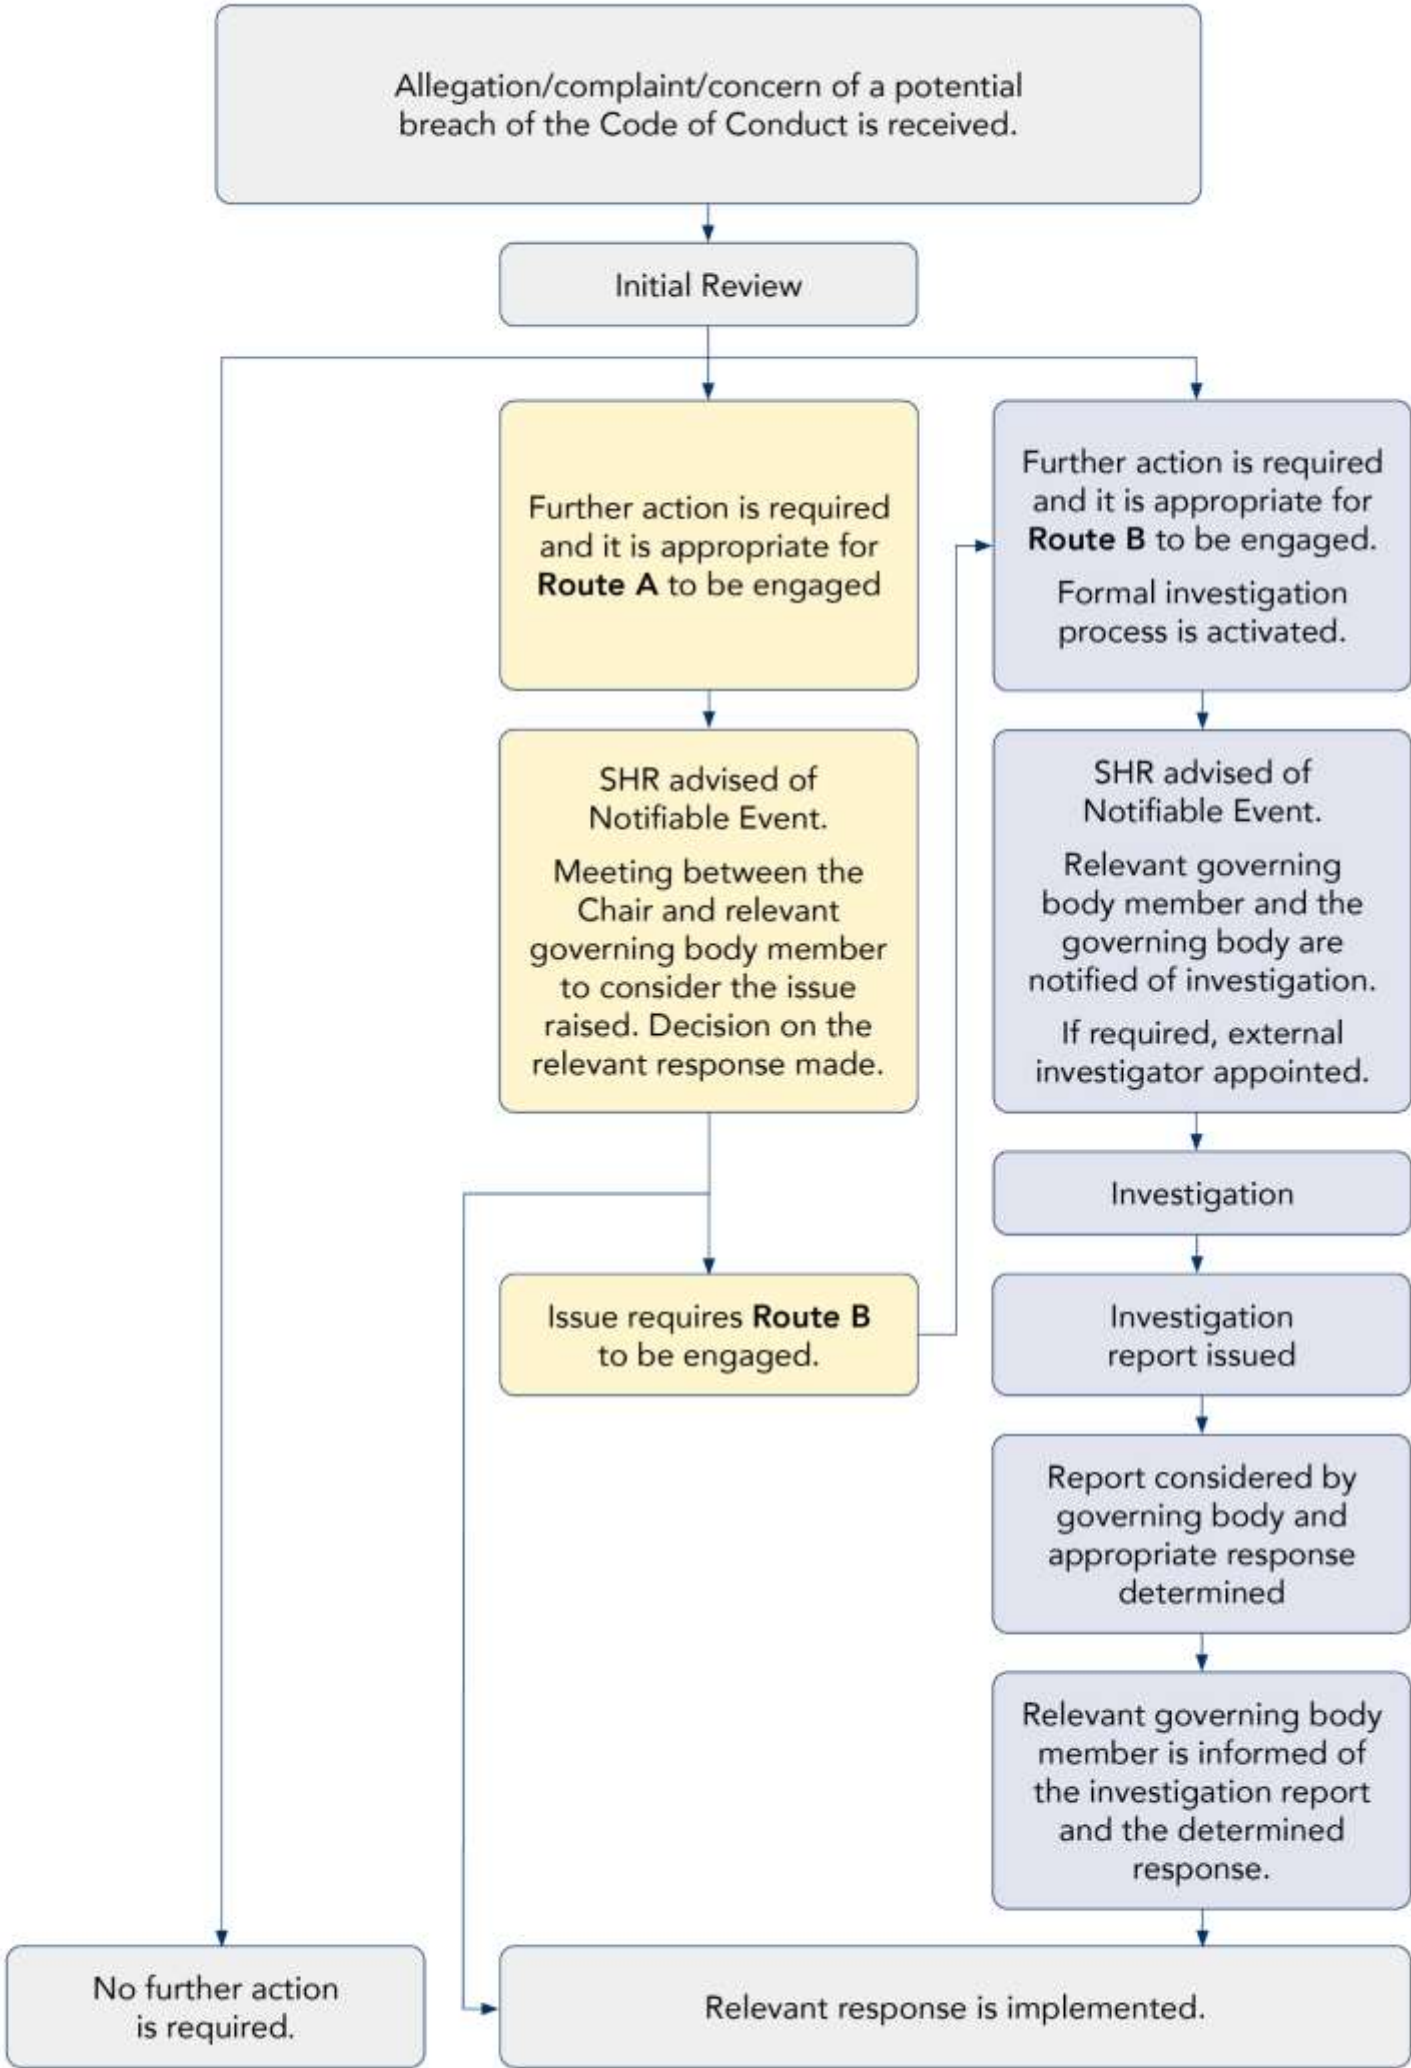 Allegation/complaint/concern of a potential
breach of the Code of Conduct is received.
Initial Review
Further action is required
and it is appropriate for
Route A to be engaged
SHR advised of
Notifiable Event.
Meeting between the
Chair and relevant
governing body member
to consider the issue
raised. Decision on the
relevant response made.
Issue requires Route B
to be engaged.
Further action is required
and it is appropriate for
Route B to be engaged.
Formal investigation
process is activated.
SHR advised of
Notifiable Event.
Relevant governing
body member and the
governing body are
notified of investigation.
If required, external
investigator appointed.
Investigation
Investigation
report issued
Report considered by
governing body and
appropriate response
determined
Relevant governing body
member is informed of
the investigation report
and the determined
response.
No further action
is required.
Relevant response is implemented.